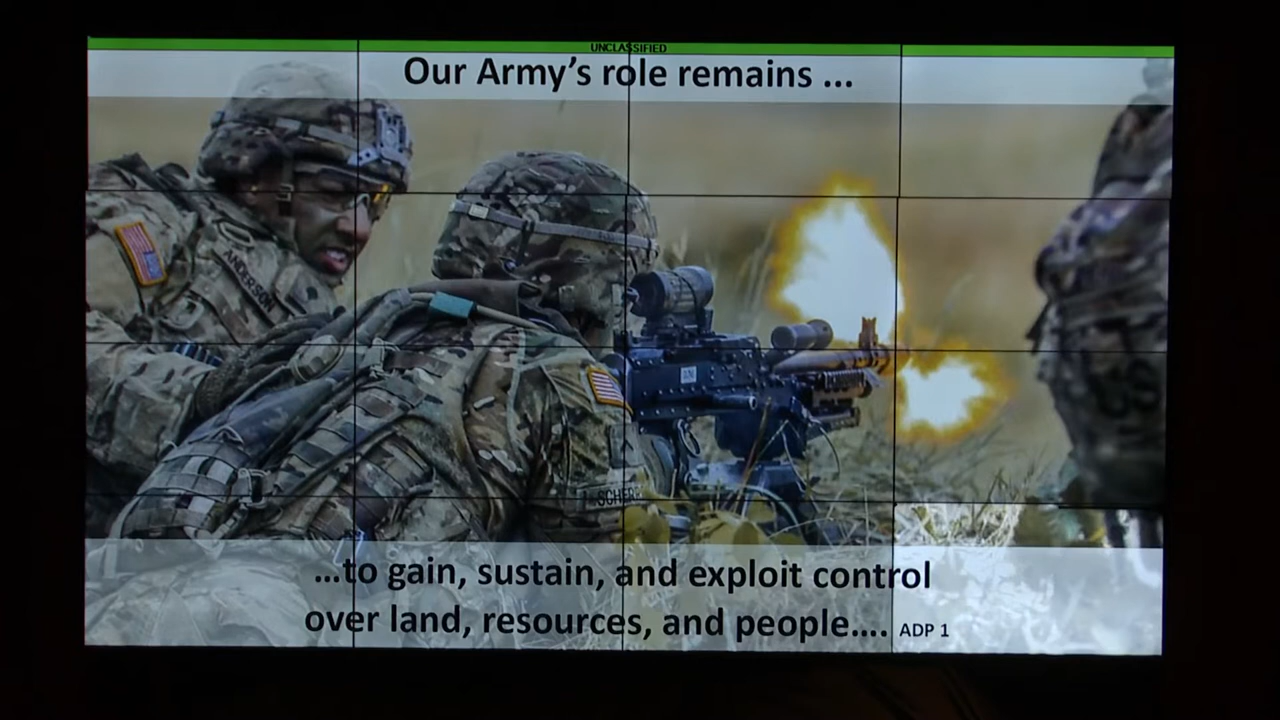 UNCLASSIFIED
Our Army's role remains ...
ANDERSON
...to gain, sustain, and exploit control
over land, resources, and people.... ADP 1